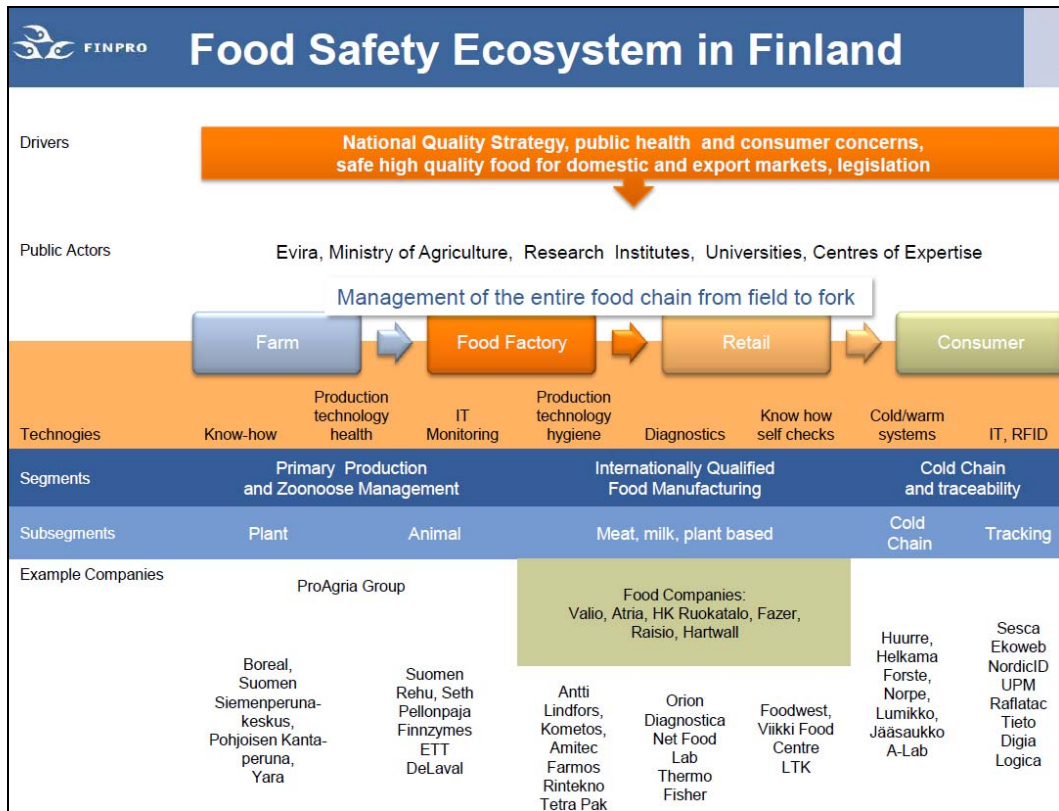 FINPRO
Food Safety Ecosystem in Finland
Drivers
National Quality Strategy, public health and consumer concerns,
safe high quality food for domestic and export markets, legislation
Public Actors
Evira, Ministry of Agriculture, Research Institutes, Universities, Centres of Expertise
Management of the entire food chain from field to fork
Farm
Food Factory
Retail
Consumer
Technogies
Know-how
Production
technology
health
IT
Monitoring
Production
technology
hygiene
Diagnostics
Know how
self checks
Cold/warm
systems
IT, RFID
Segments
Primary Production
and Zoonoose Management
Internationally Qualified
Food Manufacturing
Cold Chain
and traceability
Subsegments
Plant
Animal
Meat, milk, plant based
Cold
Chain
Tracking
Example Companies
ProAgria Group
Food Companies:
Valio, Atria, HK Ruokatalo, Fazer,
Raisio, Hartwall
Boreal,
Suomen
Siemenperuna-
keskus,
Pohjoisen Kanta-
peruna,
Yara
Suomen
Rehu, Seth
Pellonpaja
Finnzymes
ETT
DeLaval
Antti
Lindfors,
Kometos,
Amitec
Farmos
Rintekno
Tetra Pak
Orion
Diagnostica
Net Food
Lab
Thermo
Fisher
Foodwest,
Viikki Food
Centre
LTK
Huurre,
Helkama
Forste,
Norpe,
Lumikko,
Jääsaukko
A-Lab
Sesca
Ekoweb
NordicID
UPM
Raflatac
Tieto
Digia
Logica